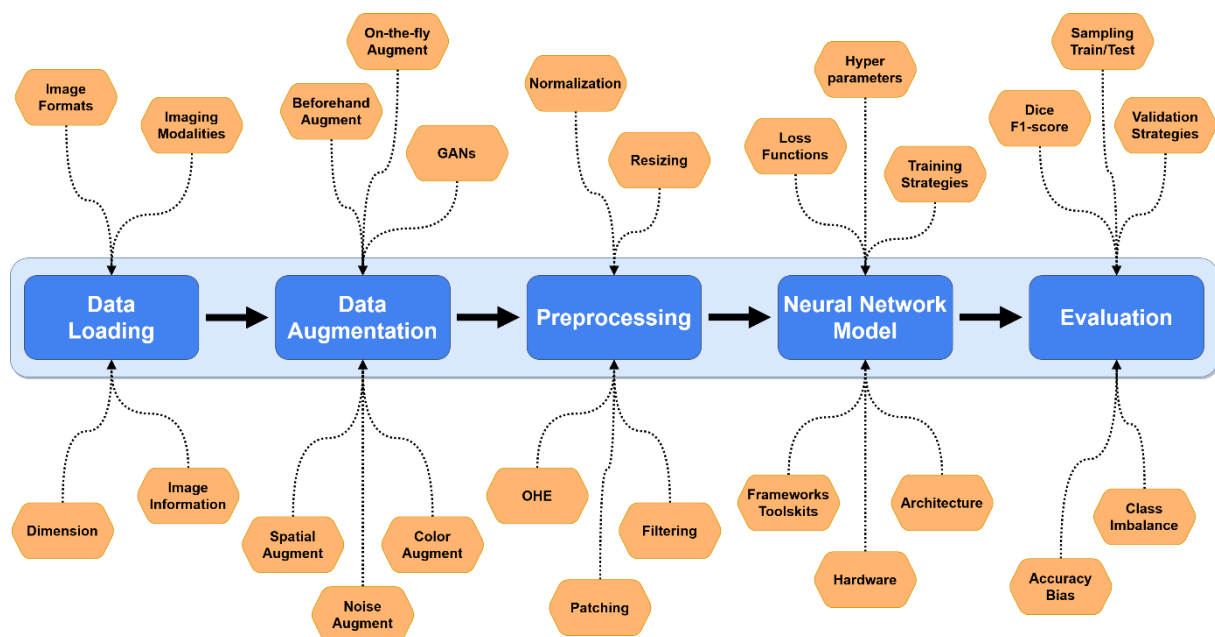 On-the-fly
Augment
Sampling
Train/Test
Hyper
parameters
Image
Formats
Normalization
Beforehand
Augment
Imaging
Modalities
Dice
F1-score
Validation
Strategies
Loss
Functions
GANs
Resizing
Training
Strategies
Data
Loading
Data
Augmentation
Preprocessing
Neural Network
Model
Evaluation
Image
Information
OHE
Frameworks
Toolskits
Architecture
Class
Imbalance
Dimension
Spatial
Augment
Color
Augment
Filtering
Hardware
Accuracy
Bias
Noise
Augment
Patching